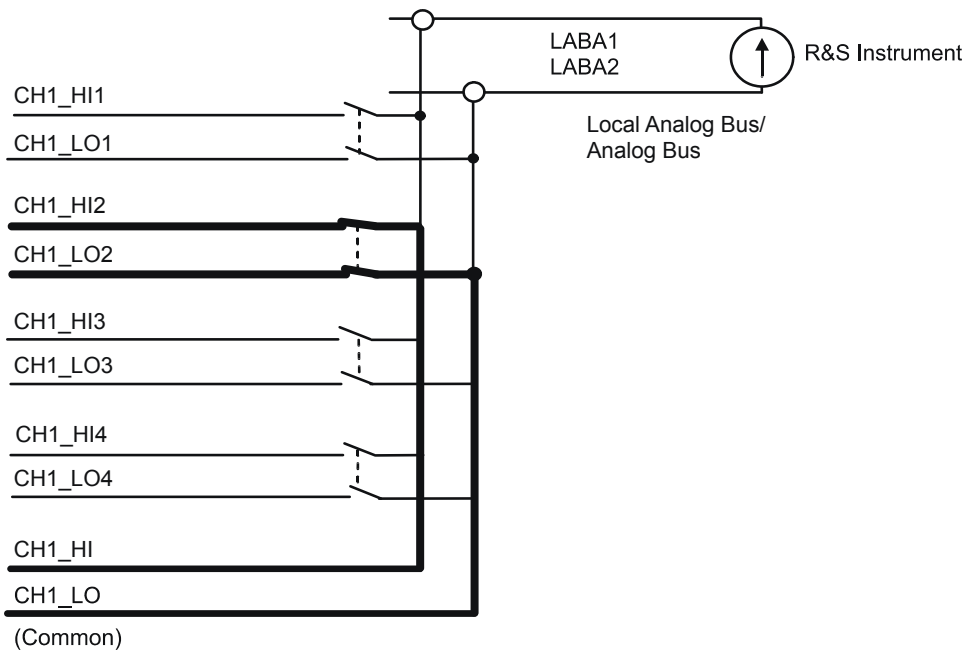 LABA1
LABA2
R&S Instrument
Local Analog Bus/
Analog Bus
CH1_HI1
CH1_LO1
CH1_HI2
CH1_LO2
CH1_HI3
CH1_LO3
CH1_HI4
CH1_LO4
CH1_HI
CH1_LO
(Common)